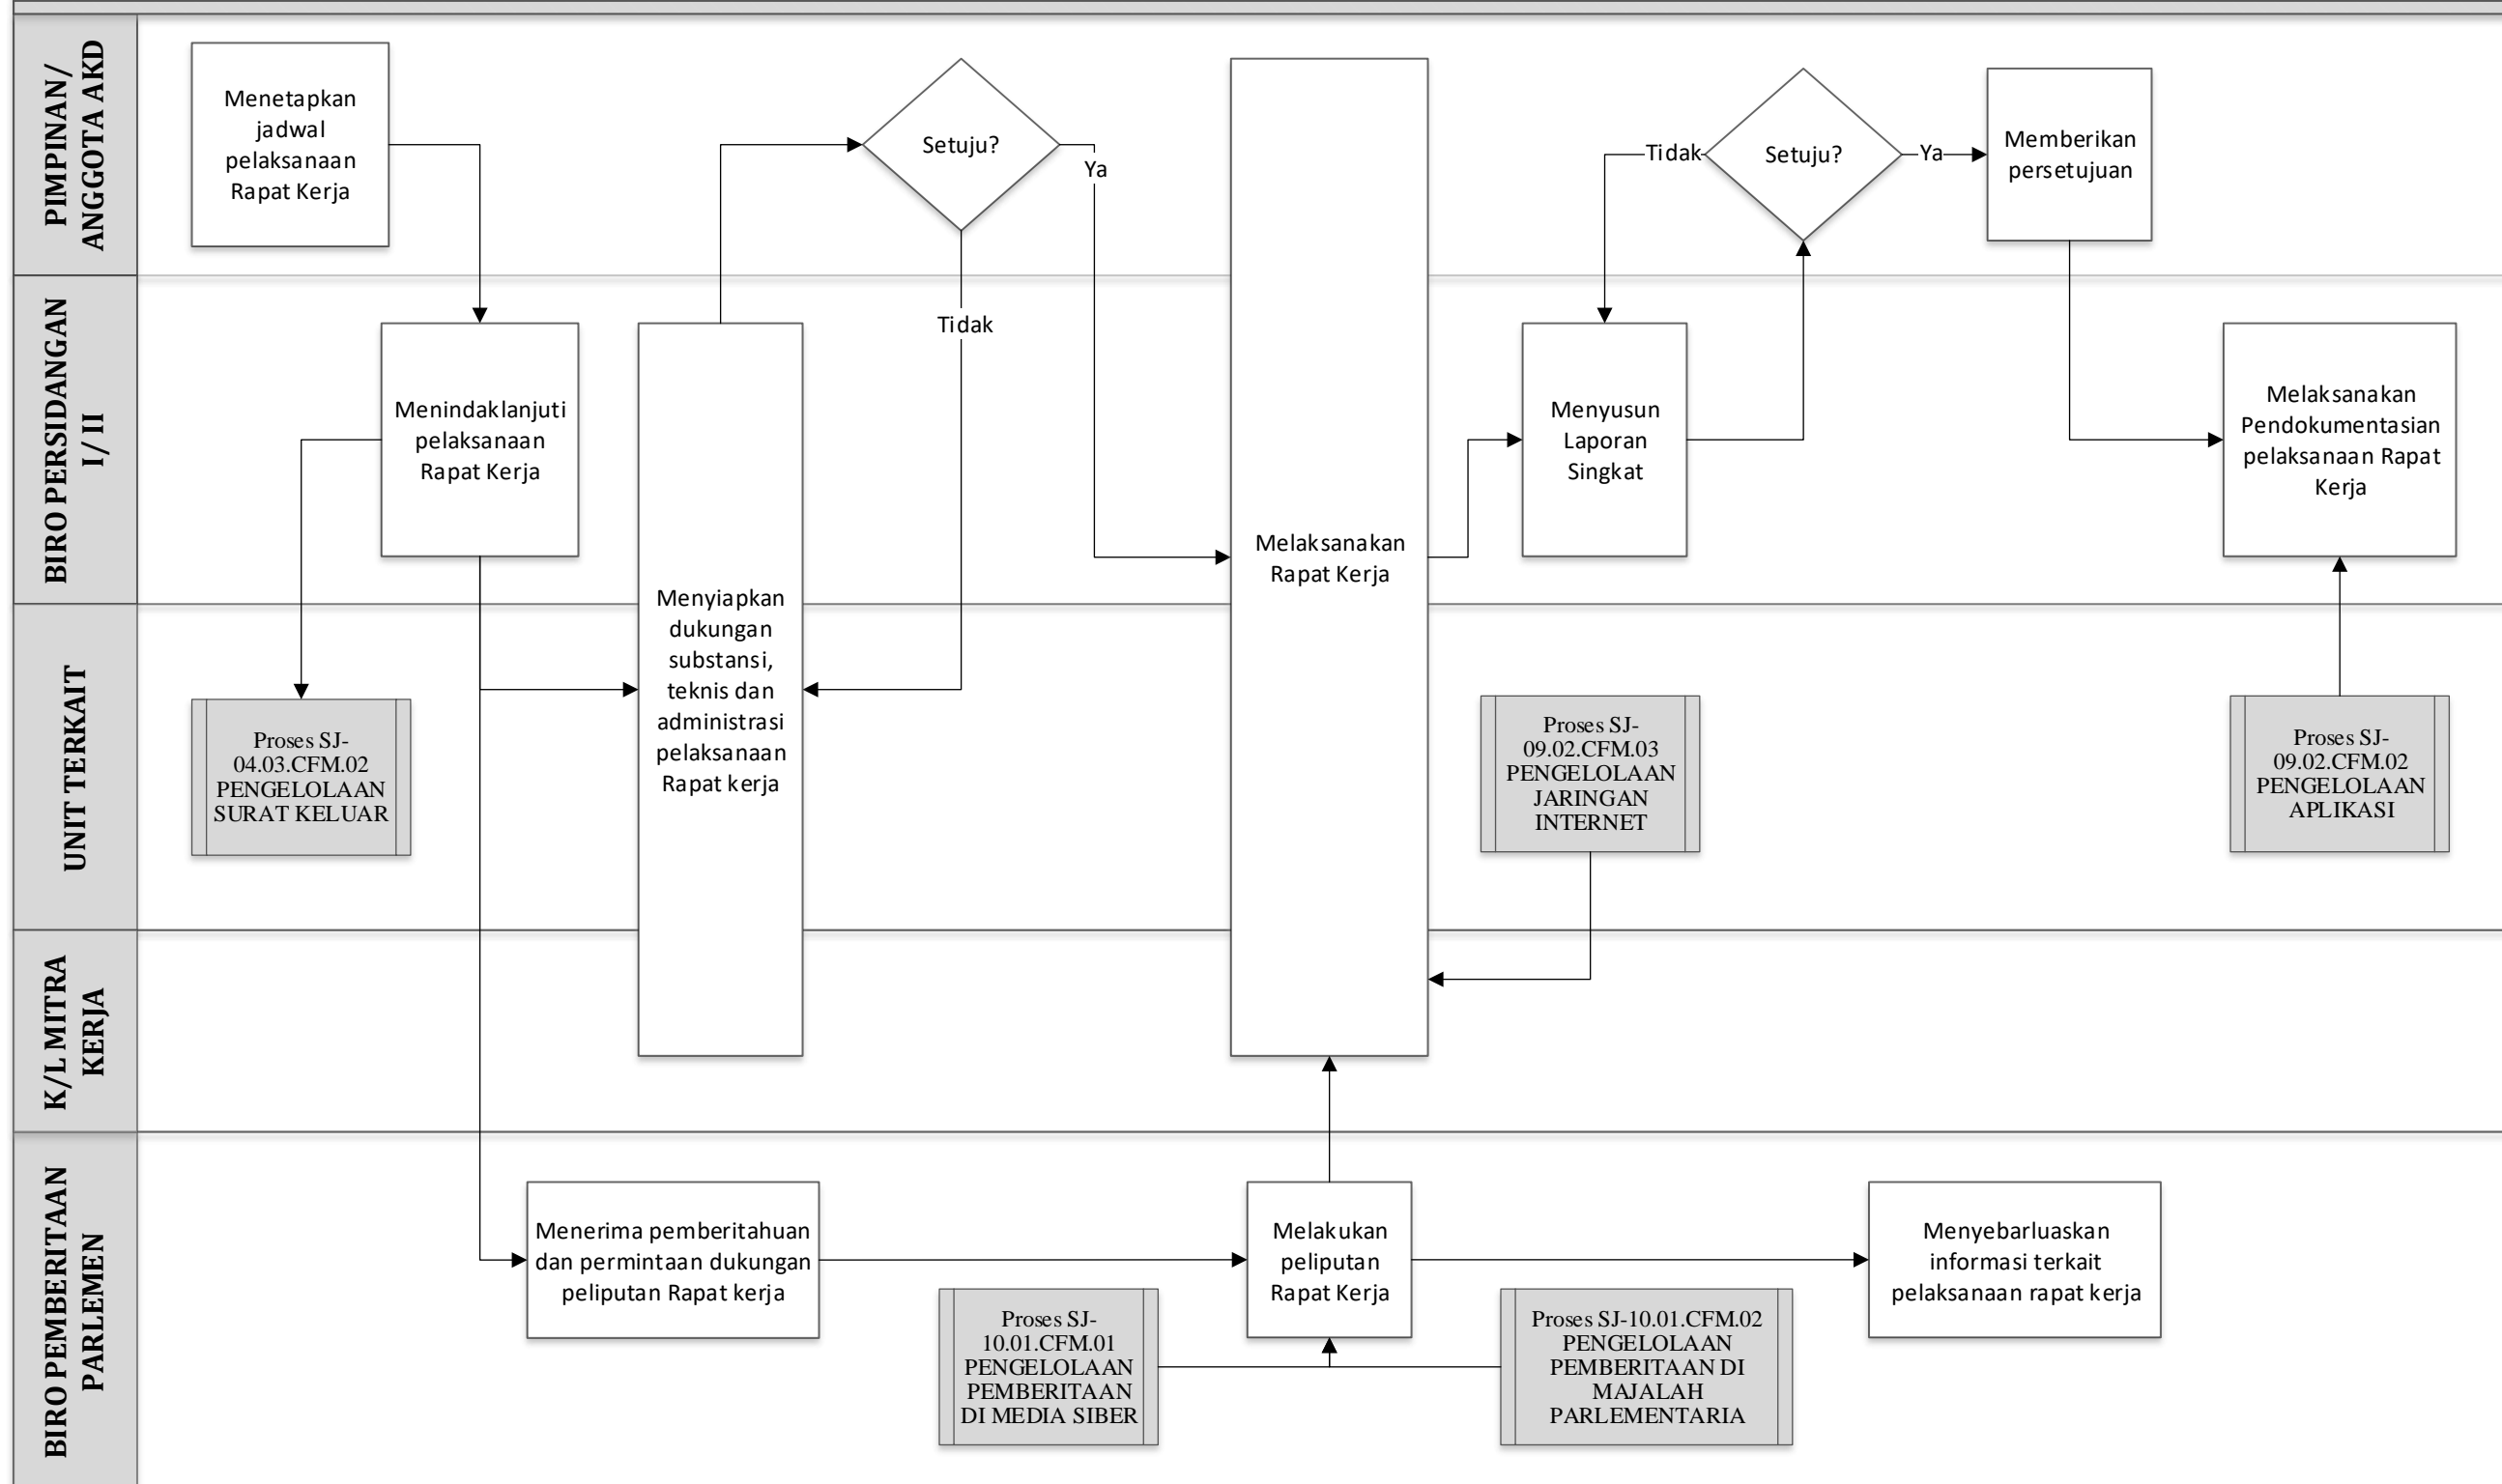 PIMPINAN/
ANGGOTA AKD
Menetapkan
jadwal
pelaksanaan
Rapat Kerja
Setuju?
Ya
Tidak
Setuju?
Tidak
Ya
Memberikan
persetujuan
BIRO PERSIDANGAN
I/ II
Menindaklanjuti
pelaksanaan
Rapat Kerja
Menyiapkan
dukungan
substansi,
teknis dan
administrasi
pelaksanaan
Rapat kerja
Melaksanakan
Rapat Kerja
Menyusun
Laporan
Singkat
Melaksanakan
Pendokumentasian
pelaksanaan Rapat
Kerja
UNIT TERKAIT
Proses SJ-
04.03.CFM.02
PENGELOLAAN
SURAT KELUAR
Proses SJ-
09.02.CFM.03
PENGELOLAAN
JARINGAN
INTERNET
Proses SJ-
09.02.CFM.02
PENGELOLAAN
APLIKASI
K/L MITRA
KERJA
BIRO PEMBERITAAN
PARLEMEN
Menerima pemberitahuan
dan permintaan dukungan
peliputan Rapat kerja
Melakukan
peliputan
Rapat Kerja
Menyebarluaskan
informasi terkait
pelaksanaan rapat kerja
Proses SJ-
10.01.CFM.01
PENGELOLAAN
PEMBERITAAN
DI MEDIA SIBER
Proses SJ-10.01.CFM.02
PENGELOLAAN
PEMBERITAAN DI
MAJALAH
PARLEMENTARIA